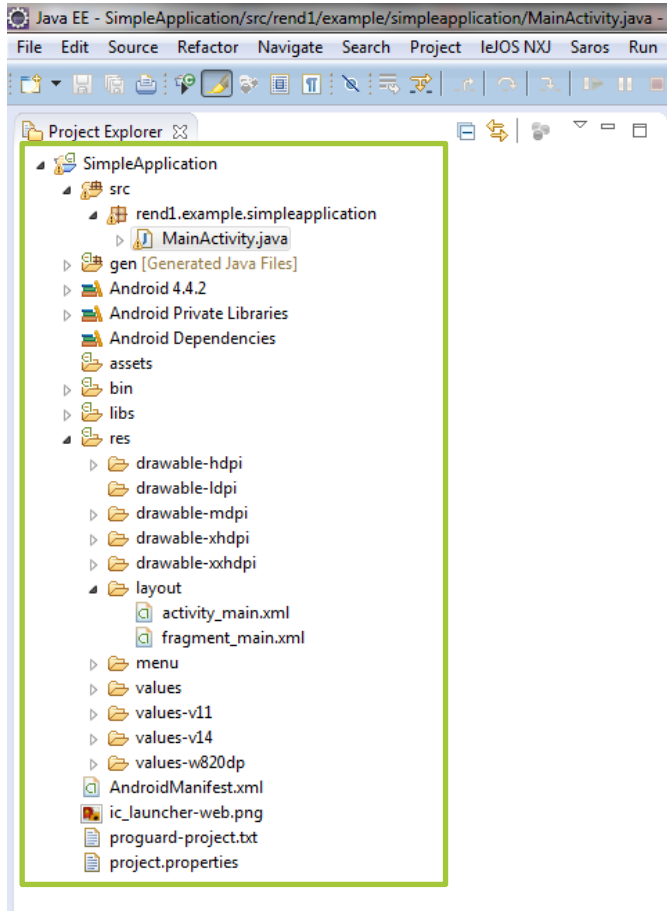 Java EE - SimpleApplication/src/rend1/example/simpleapplication/MainActivity.java -
File Edit Source Refactor Navigate Search Project leJOS NXJ Saros Run
Project Explorer
SimpleApplication
src
rend1.example.simpleapplication
MainActivity.java
gen [Generated Java Files]
Android 4.4.2
Android Private Libraries
Android Dependencies
assets
bin
libs
res
drawable-hdpi
drawable-ldpi
drawable-mdpi
drawable-xhdpi
drawable-xxhdpi
layout
activity_main.xml
fragment_main.xml
menu
values
values-v11
values-v14
values-w820dp
AndroidManifest.xml
ic_launcher-web.png
proguard-project.txt
project.properties